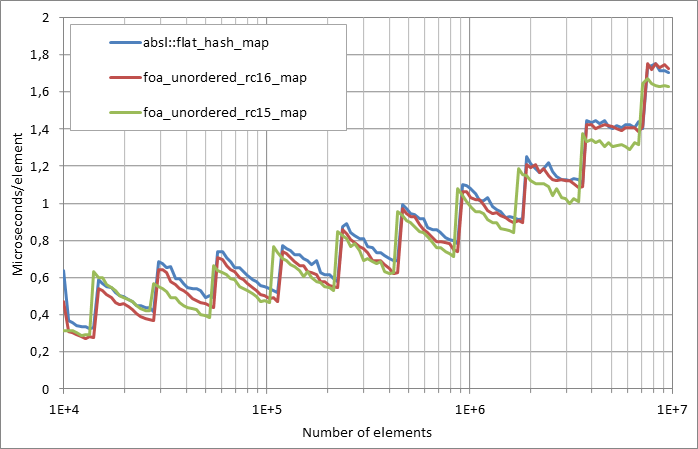 2
1,8
1,6
1,4
1,2
1
0,8
0,6
0,4
0,2
0
Microseconds/element
absl::flat_hash_map
foa_unordered_rc16_map
foa_unordered_rc15_map
1E+4 1E+5 1E+6 1E+7
Number of elements